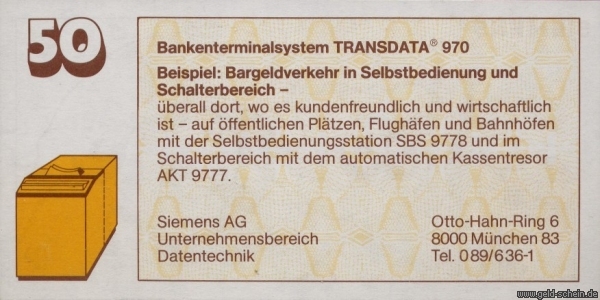 50
Bankenterminalsystem TRANSDATA® 970
Beispiel: Bargeldverkehr in Selbstbedienung und
Schalterbereich –
überall dort, wo es kundenfreundlich und wirtschaftlich
ist – auf öffentlichen Plätzen, Flughäfen und Bahnhöfen
mit der Selbstbedienungsstation SBS 9778 und im
Schalterbereich mit dem automatischen Kassentresor
AKT 9777.
Siemens AG
Unternehmensbereich
Datentechnik
Otto-Hahn-Ring 6
8000 München 83
Tel. 089/636-1
www.geld-schein.de